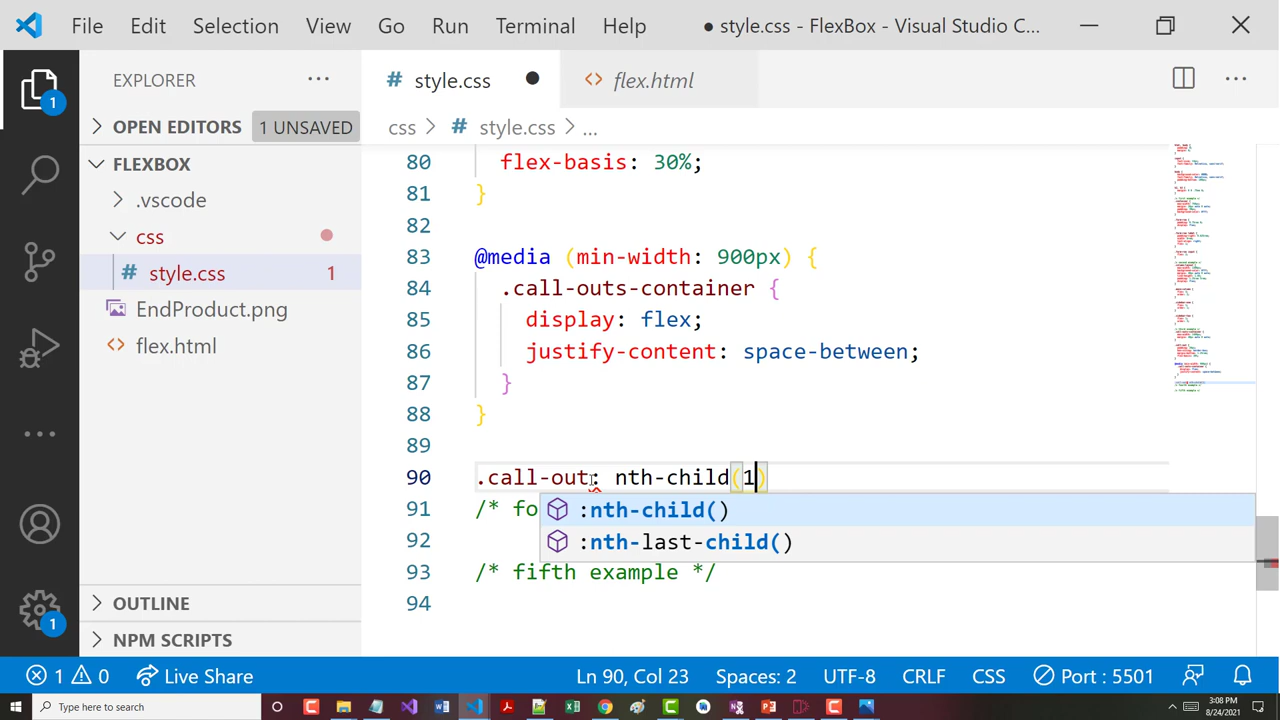 File Edit Selection View Go Run Terminal Help ● style.css - FlexBox - Visual Studio C...
EXPLORER ...
# style.css ●
<> flex.html
OPEN EDITORS 1 UNSAVED
css > # style.css > ...
FLEXBOX
.vscode
css
# style.css 1
EndProduct.png
<> flex.html
OUTLINE
NPM SCRIPTS
80 flex-basis: 30%;
81 }
82
83 @media (min-width: 900px) {
84 .call-outs-container {
85 display: flex;
86 justify-content: space-between;
87 }
88 }
89
90 .call-out: nth-child(1)
91 /* fo
:nth-child()
92
:nth-last-child()
93 /* fifth example */
94
1 0 Live Share Ln 90, Col 23 Spaces: 2 UTF-8 CRLF CSS Port : 5501
Type here to search
3:08 PM
8/24/2021